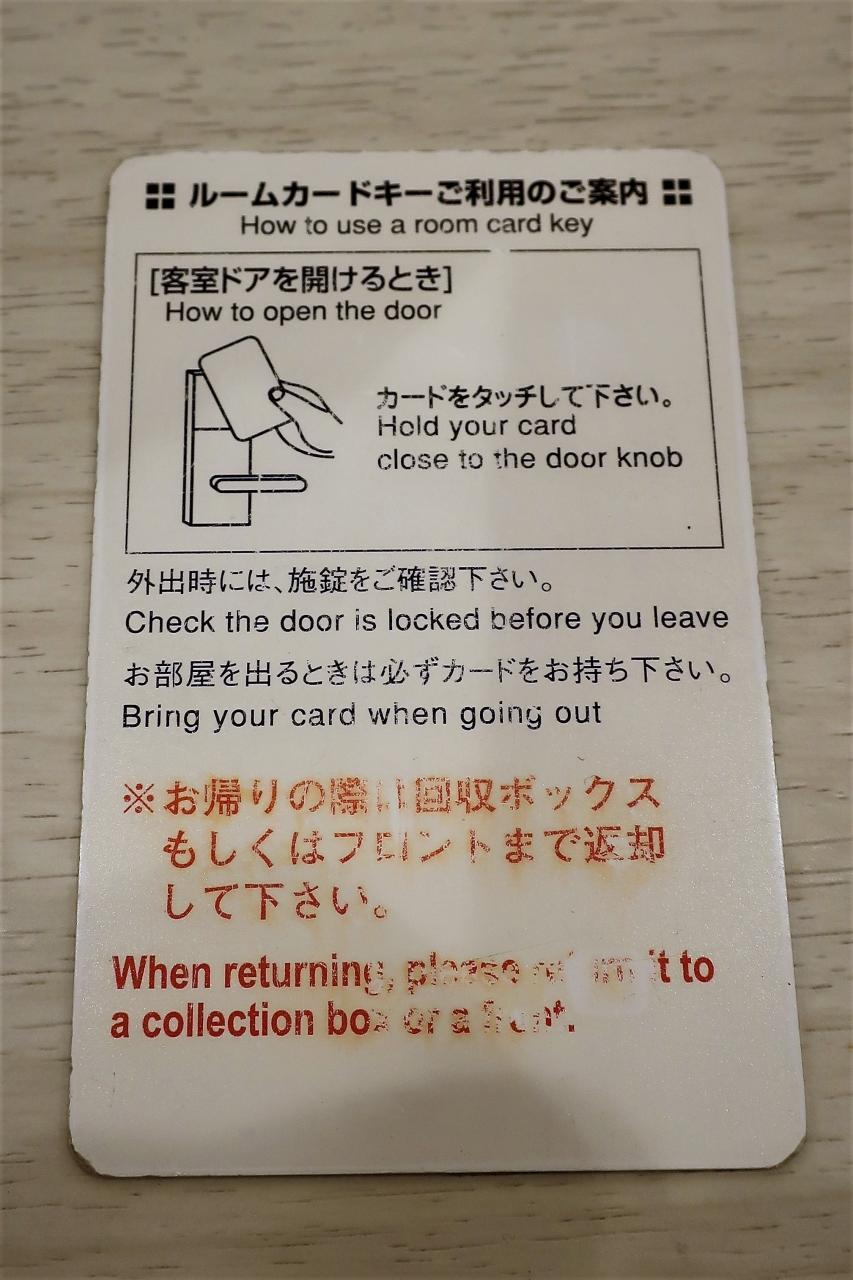 ルームカードキーご利用のご案内
How to use a room card key
[客室ドアを開けるとき]
How to open the door
カードをタッチして下さい。
Hold your card
close to the door knob
外出時には、施錠をご確認下さい。
Check the door is locked before you leave
お部屋を出るときは必ずカードをお持ち下さい。
Bring your card when going out
※お帰りの際は回収ボックス
もしくはフロントまで返却
して下さい。
When returning, please return it to
a collection box or a front.